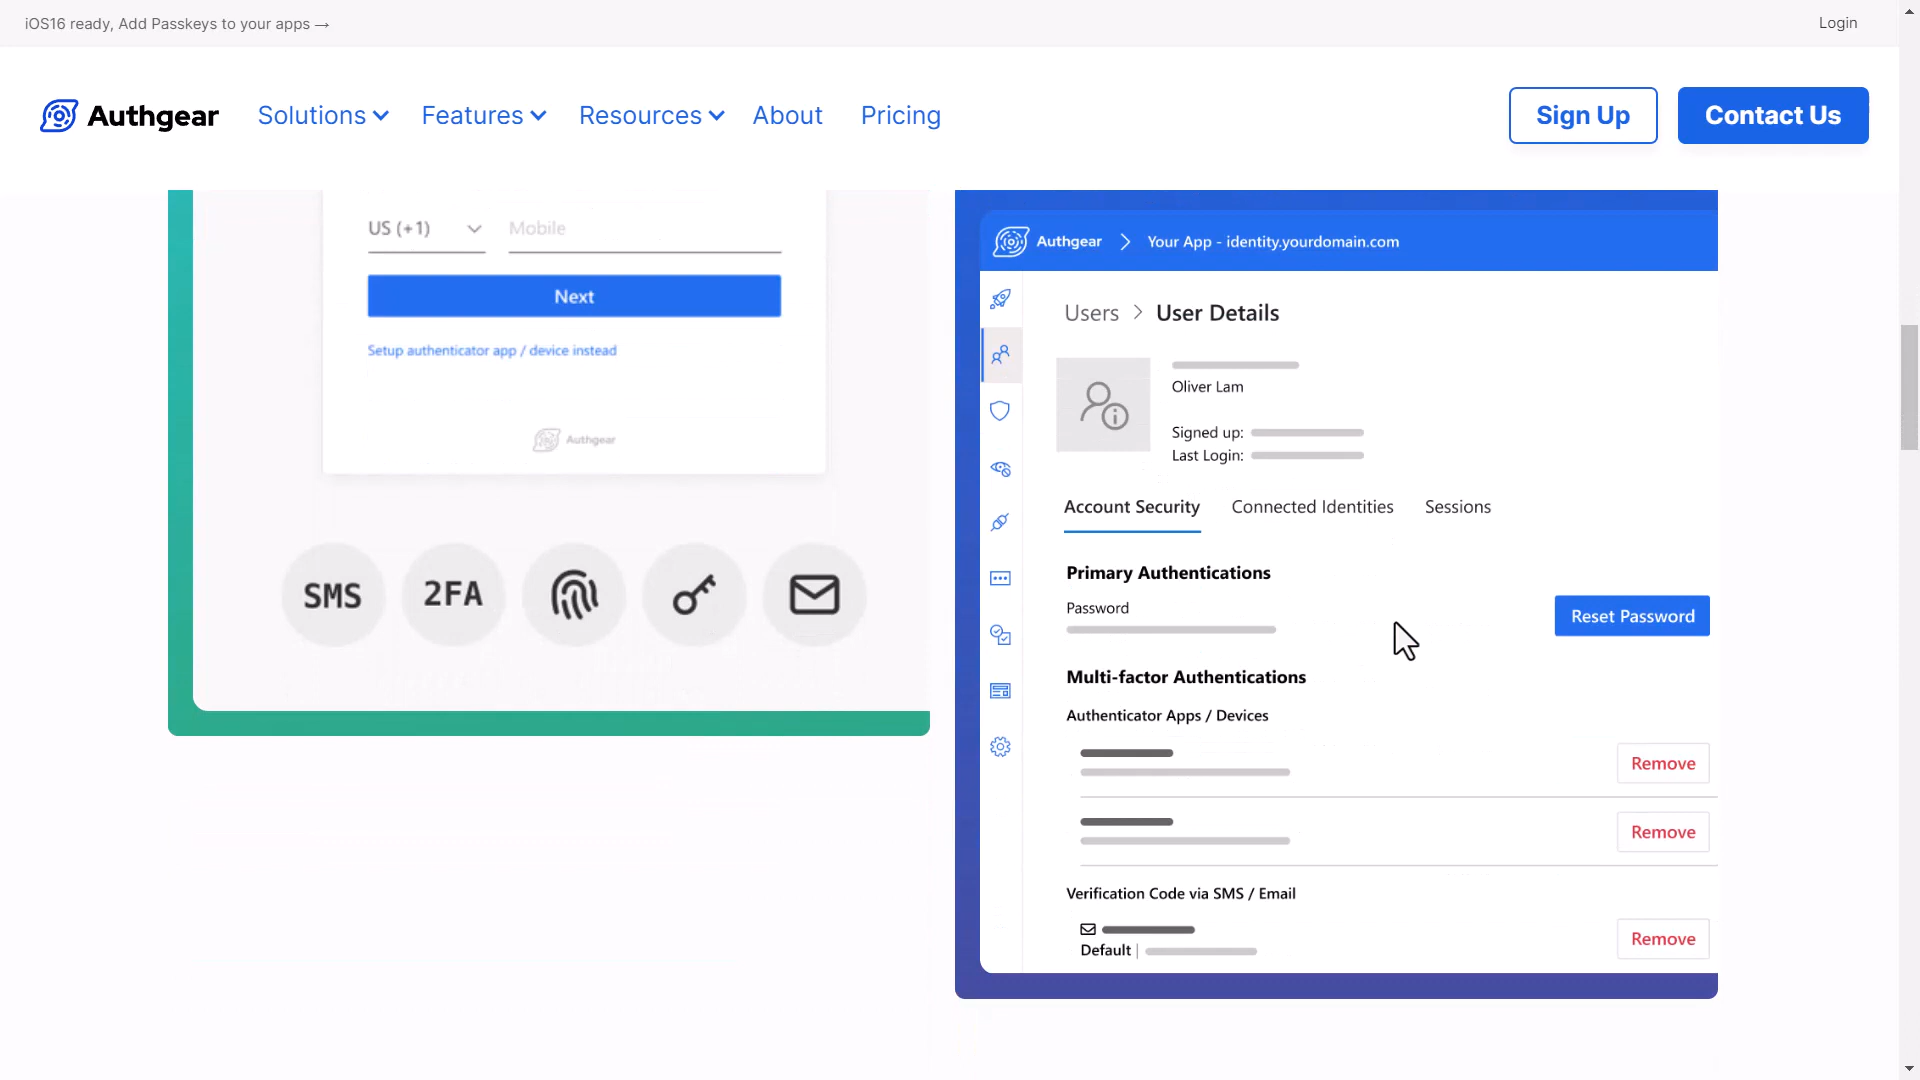 iOS16 ready, Add Passkeys to your apps →
Login
Authgear
Solutions
Features
Resources
About
Pricing
Sign Up
Contact Us
US (+1)
Mobile
Next
Setup authenticator app / device instead
Authgear
SMS
2FA
Authgear
Your App - identity.yourdomain.com
Users > User Details
Oliver Lam
Signed up:
Last Login:
Account Security
Connected Identities
Sessions
Primary Authentications
Password
Reset Password
Multi-factor Authentications
Authenticator Apps / Devices
Remove
Remove
Verification Code via SMS / Email
Default |
Remove